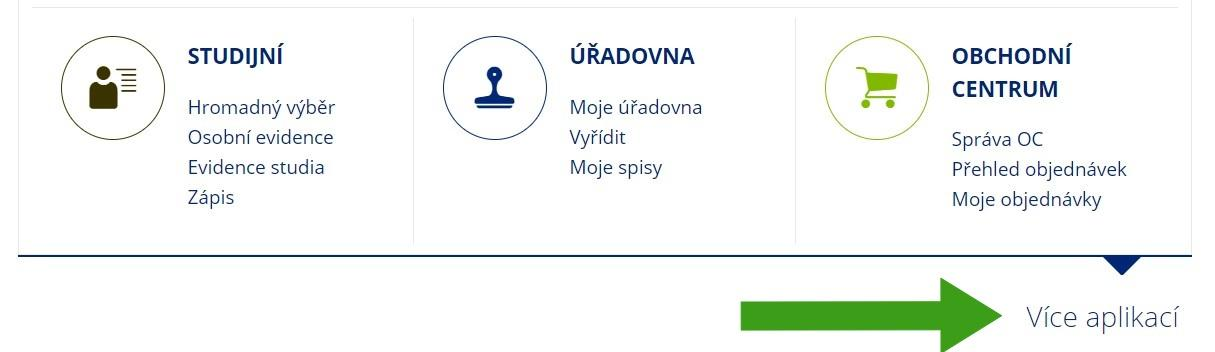 STUDIJNÍ
Hromadný výběr
Osobní evidence
Evidence studia
Zápis
ÚŘADOVNA
Moje úřadovna
Vyřídit
Moje spisy
OBCHODNÍ
CENTRUM
Správa OC
Přehled objednávek
Moje objednávky
Více aplikací